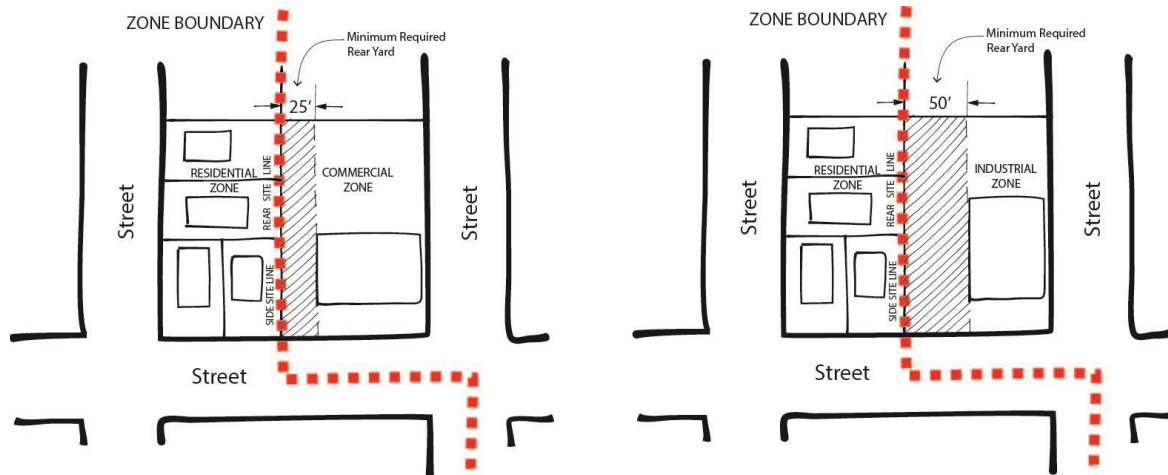 ZONE BOUNDARY
Minimum Required
Rear Yard
25'
RESIDENTIAL
ZONE
REAR SITE LINE
SIDE SITE LINE
COMMERCIAL
ZONE
Street
Street
Street
ZONE BOUNDARY
Minimum Required
Rear Yard
50'
RESIDENTIAL
ZONE
REAR SITE LINE
SIDE SITE LINE
INDUSTRIAL
ZONE
Street
Street
Street